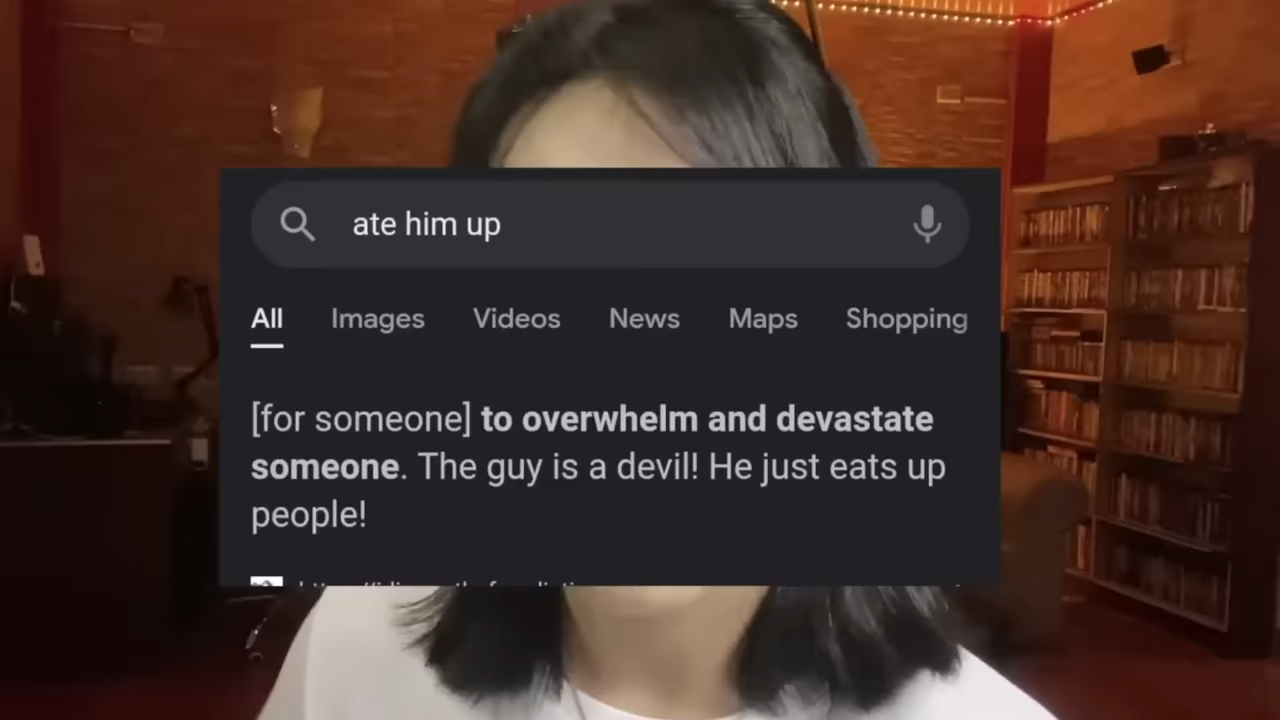 ate him up
All Images Videos News Maps Shopping
[for someone] to overwhelm and devastate
someone. The guy is a devil! He just eats up
people!